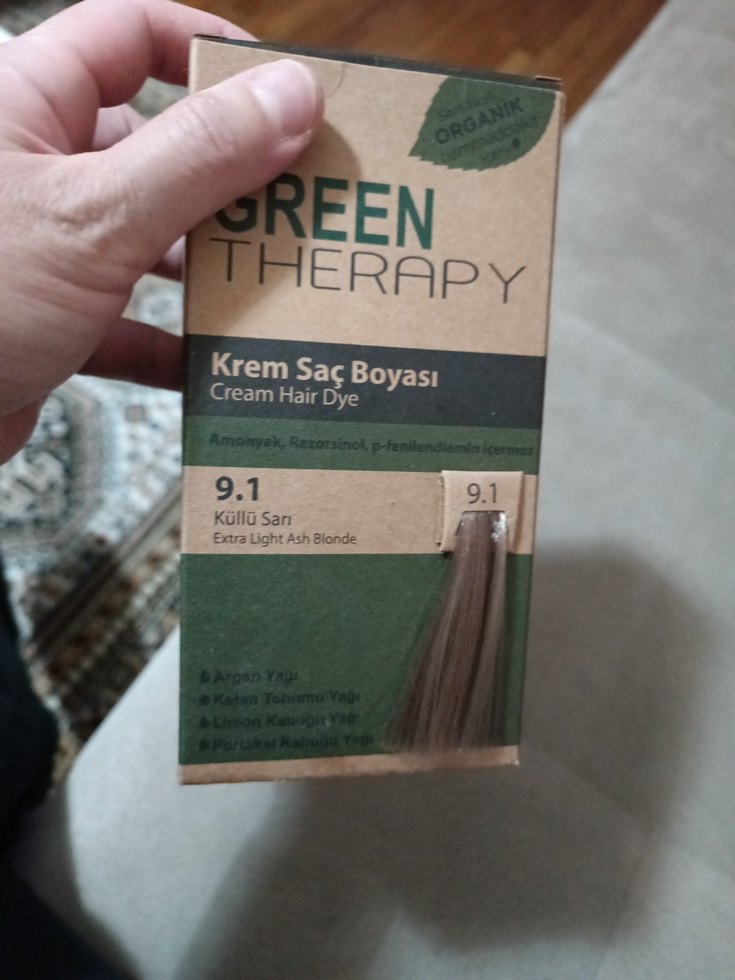 ORGANİK
GREEN
THERAPY
Krem Saç Boyası
Cream Hair Dye
Amonyak, Rezorsinol, p-fenilendiamin içermez
9.1
9.1
Küllü Sarı
Extra Light Ash Blonde
Argan Yağı
Keten Tohumu Yağı
Limon Kabuğu Yağı
Portakal Kabuğu Yağı